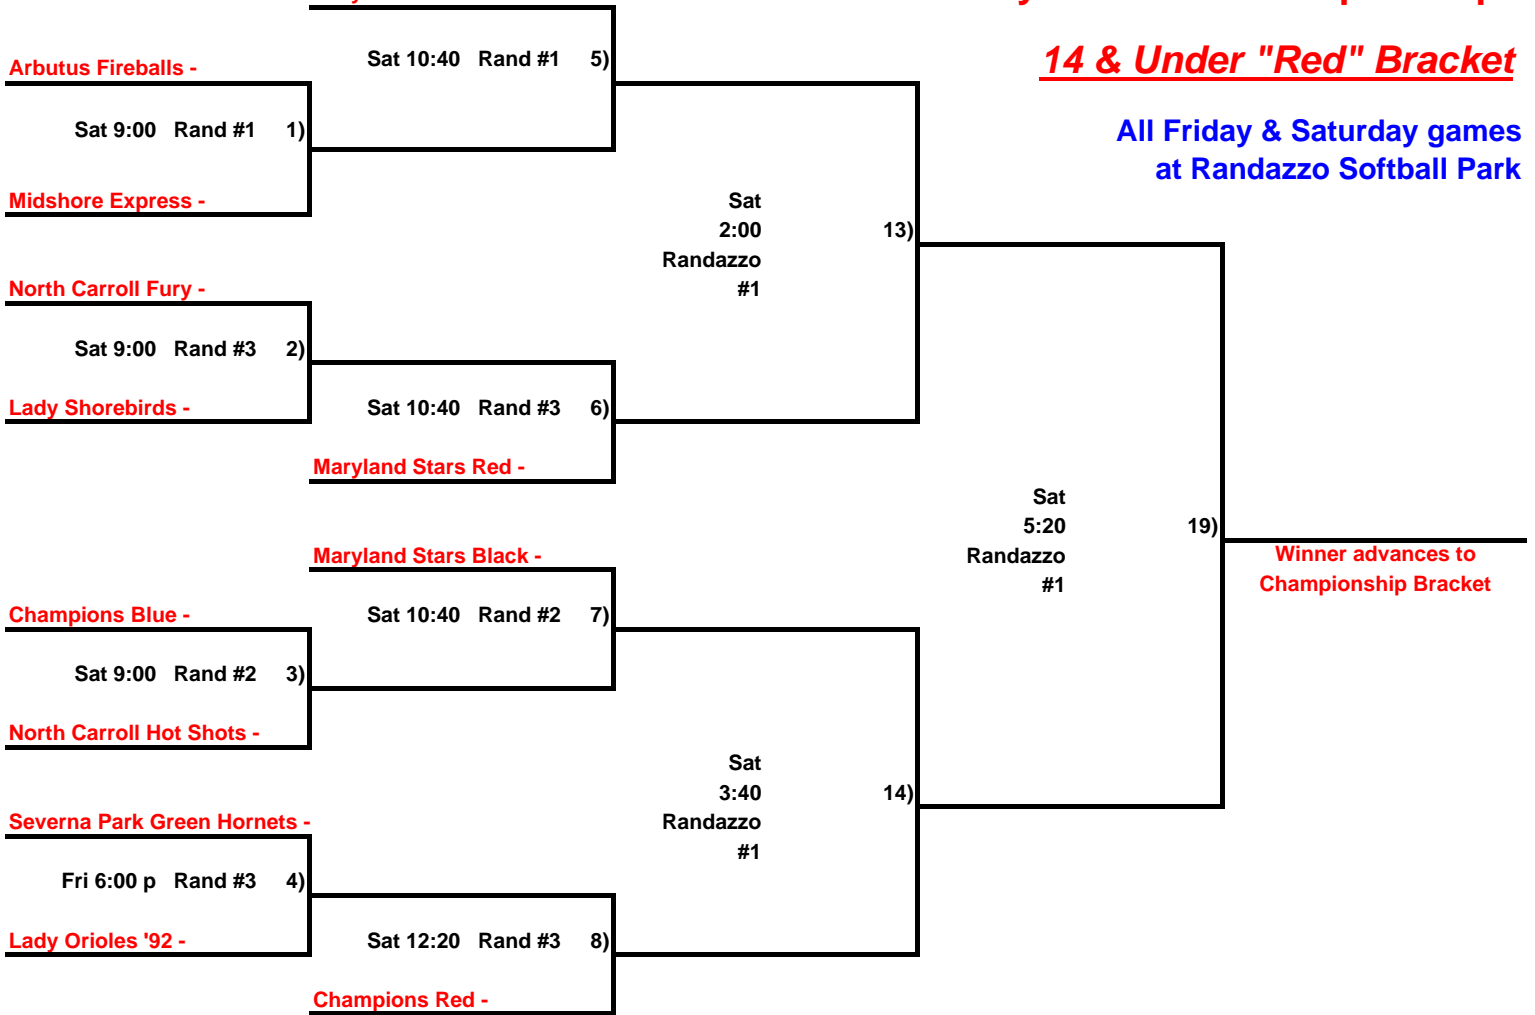 14 & Under "Red" Bracket
All Friday & Saturday games
at Randazzo Softball Park
Sat 10:40 Rand #1 5)
Arbutus Fireballs -
Sat 9:00 Rand #1 1)
Midshore Express -
Sat
2:00 13)
Randazzo
#1
North Carroll Fury -
Sat 9:00 Rand #3 2)
Lady Shorebirds -
Sat 10:40 Rand #3 6)
Maryland Stars Red -
Sat
5:20 19)
Randazzo
#1
Winner advances to
Championship Bracket
Maryland Stars Black -
Champions Blue -
Sat 10:40 Rand #2 7)
Sat 9:00 Rand #2 3)
North Carroll Hot Shots -
Sat
3:40 14)
Randazzo
#1
Severna Park Green Hornets -
Fri 6:00 p Rand #3 4)
Lady Orioles '92 -
Sat 12:20 Rand #3 8)
Champions Red -